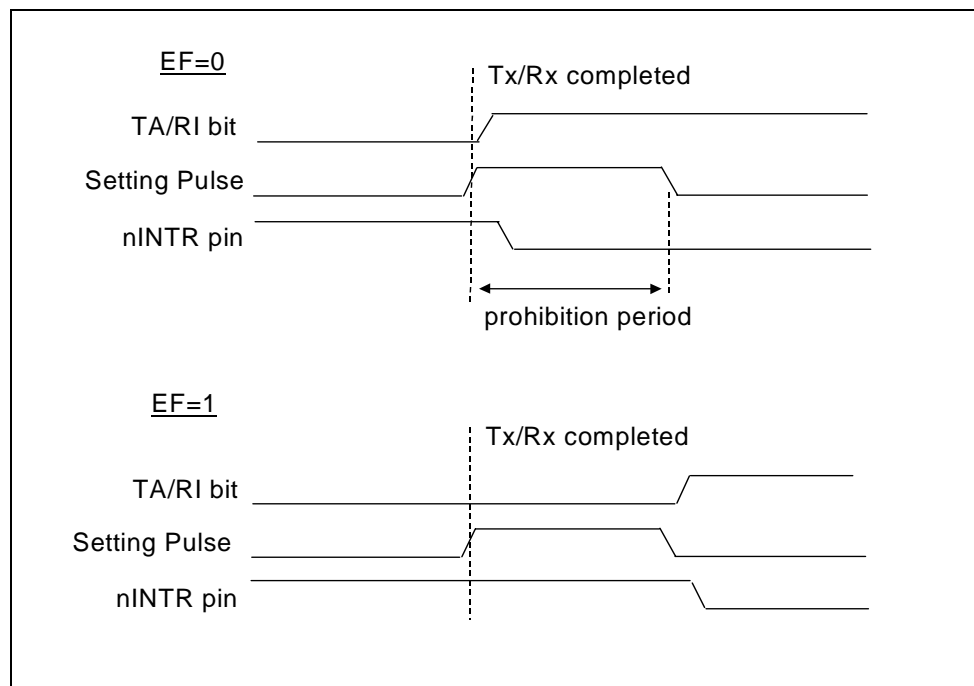 EF=0
Tx/Rx completed
TA/RI bit
Setting Pulse
nINTR pin
prohibition period
EF=1
Tx/Rx completed
TA/RI bit
Setting Pulse
nINTR pin